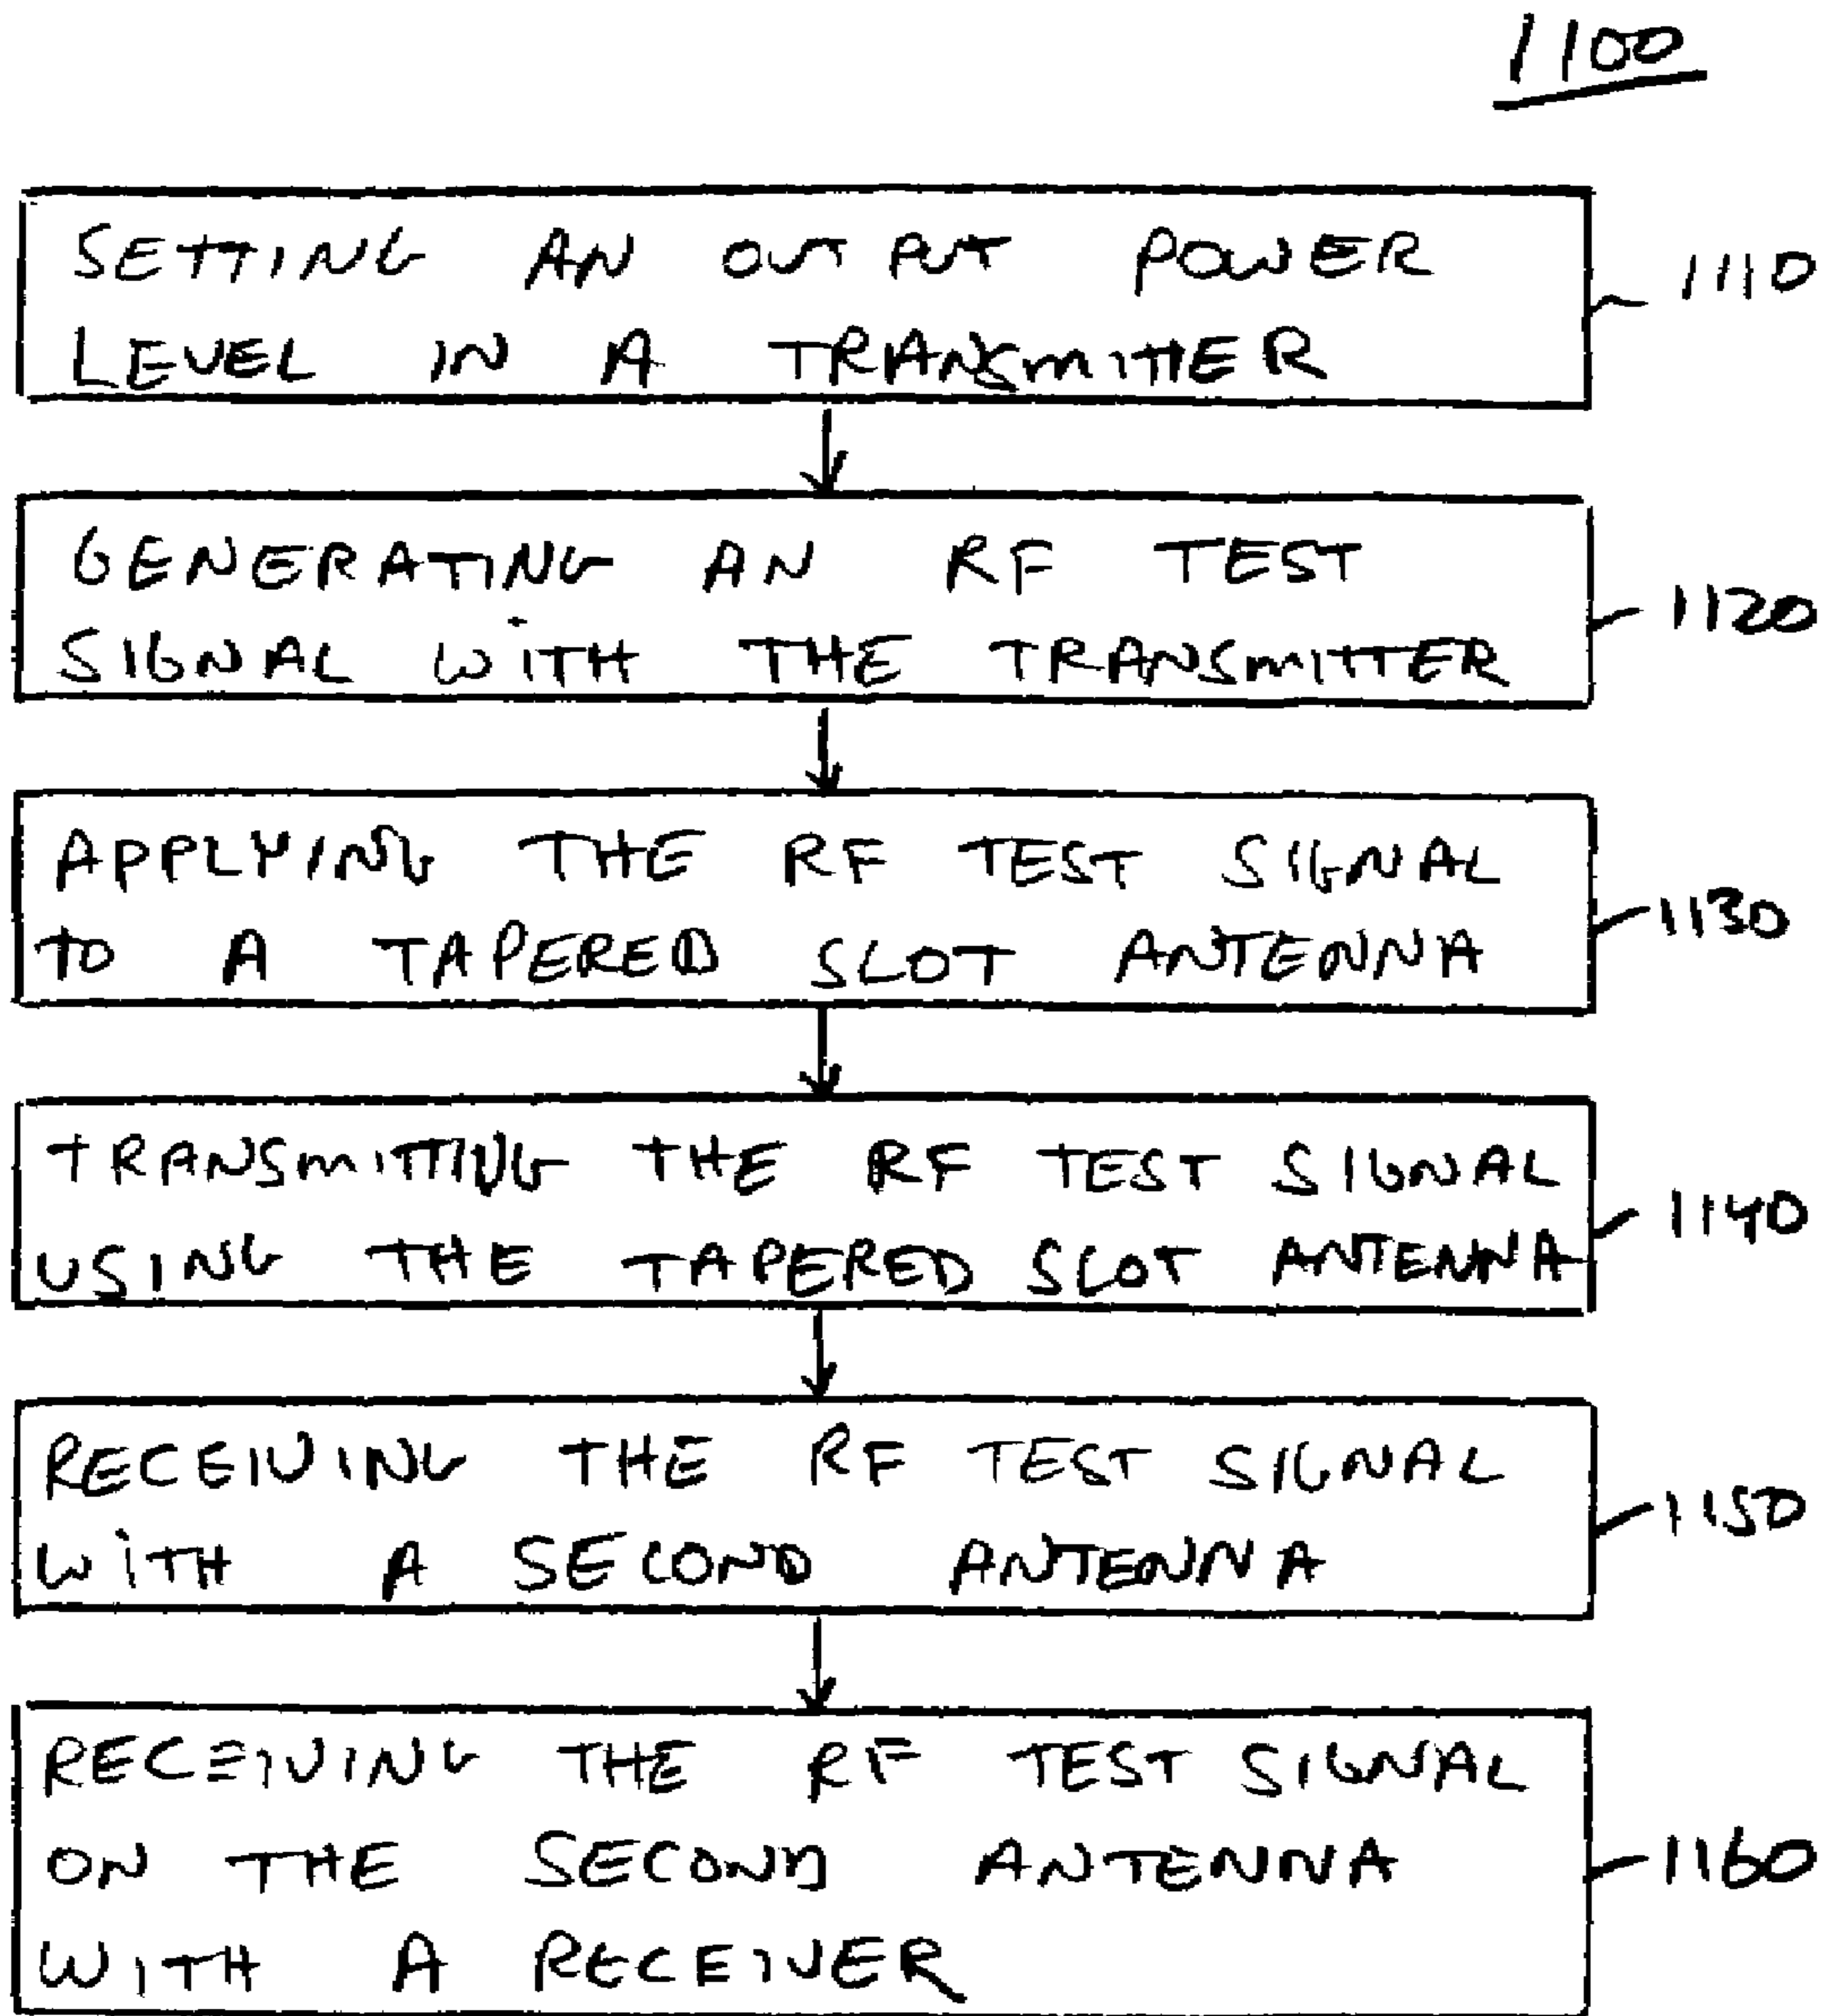 1100
SETTING AN OUTPUT POWER
LEVEL IN A TRANSMITTER
1110
GENERATING AN RF TEST
SIGNAL WITH THE TRANSMITTER
1120
APPLYING THE RF TEST SIGNAL
TO A TAPERED SLOT ANTENNA
1130
TRANSMITTING THE RF TEST SIGNAL
USING THE TAPERED SLOT ANTENNA
1140
RECEIVING THE RF TEST SIGNAL
WITH A SECOND ANTENNA
1150
RECEIVING THE RF TEST SIGNAL
ON THE SECOND ANTENNA
WITH A RECEIVER
1160